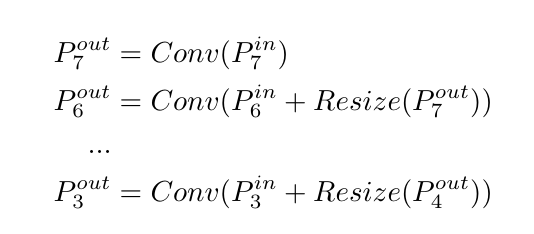 $P_7^{out} = Conv(P_7^{in})$
$P_6^{out} = Conv(P_6^{in} + Resize(P_7^{out}))$
...
$P_3^{out} = Conv(P_3^{in} + Resize(P_4^{out}))$